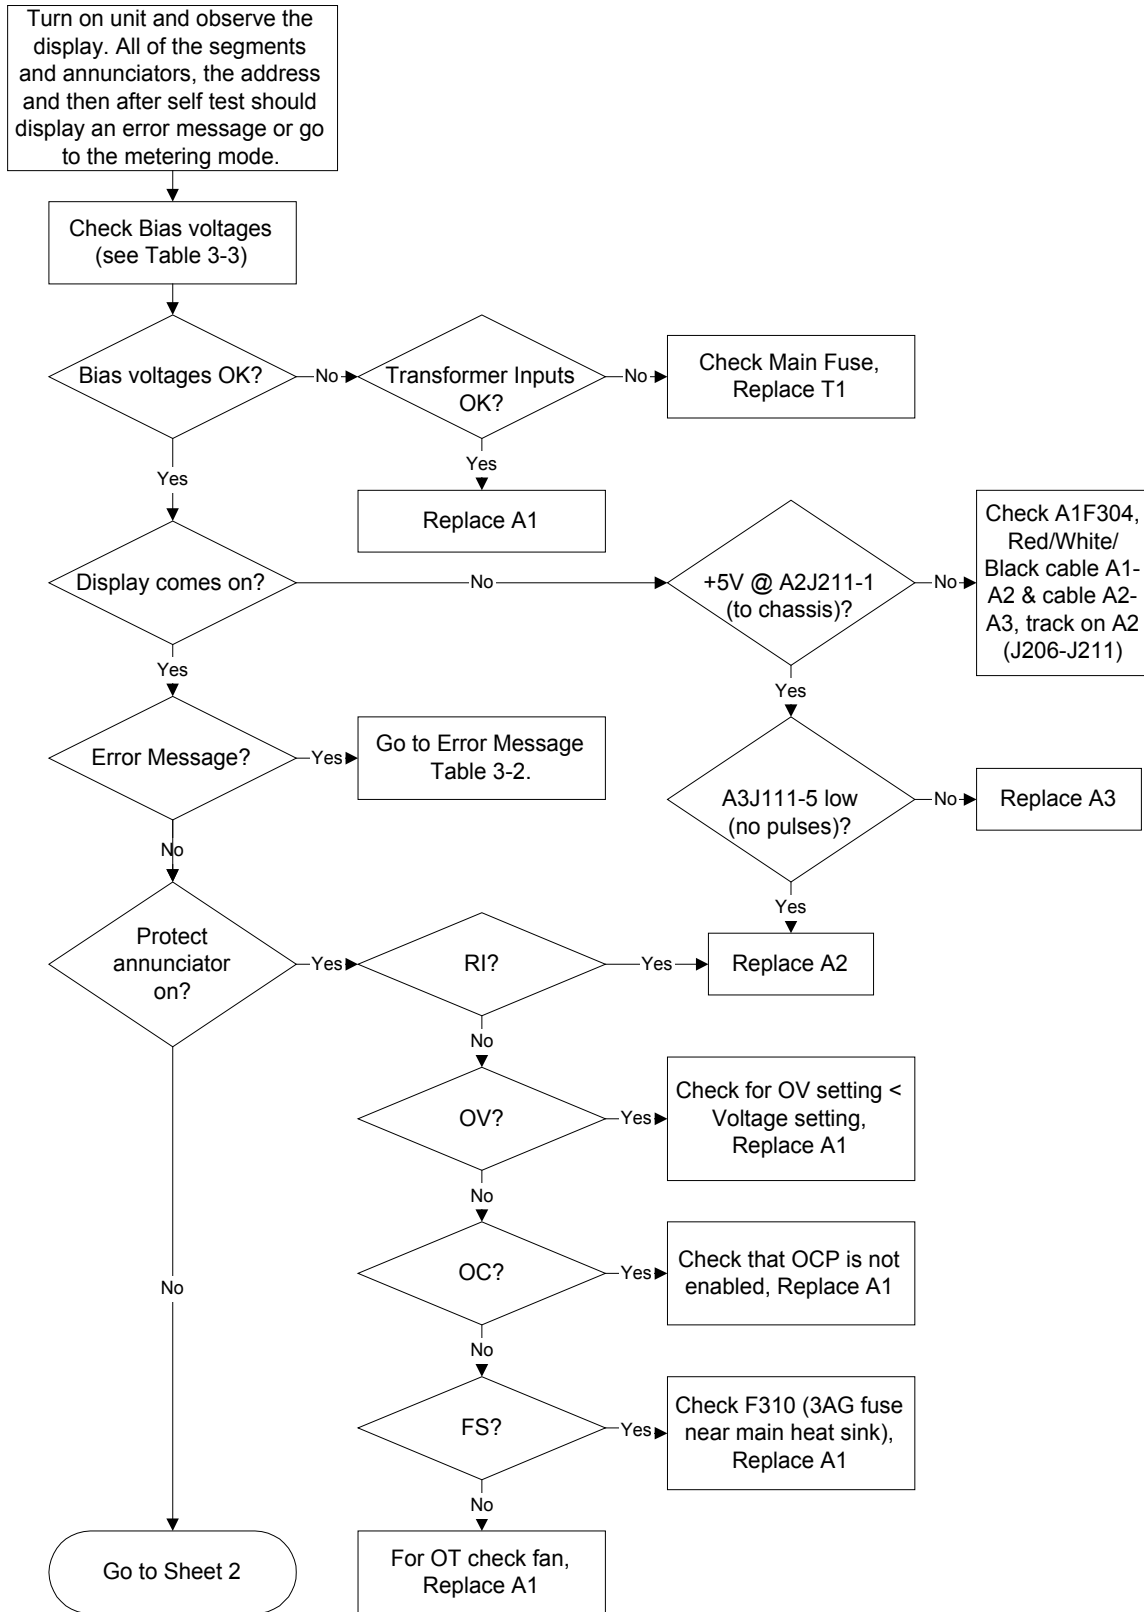 Turn on unit and observe the
display. All of the segments
and annunciators, the address
and then after self test should
display an error message or go
to the metering mode.
Check Bias voltages
(see Table 3-3)
Bias voltages OK?
No
Transformer Inputs
OK?
No
Check Main Fuse,
Replace T1
Yes
Yes
Replace A1
Display comes on?
No
+5V @ A2J211-1
(to chassis)?
No
Check A1F304,
Red/White/
Black cable A1-
A2 & cable A2-
A3, track on A2
(J206-J211)
Yes
Yes
Error Message?
Yes
Go to Error Message
Table 3-2.
A3J111-5 low
(no pulses)?
No
Replace A3
No
Yes
Protect
annunciator
on?
Yes
RI?
Yes
Replace A2
No
OV?
Yes
Check for OV setting <
Voltage setting,
Replace A1
No
OC?
Yes
Check that OCP is not
enabled, Replace A1
No
No
FS?
Yes
Check F310 (3AG fuse
near main heat sink),
Replace A1
No
Go to Sheet 2
For OT check fan,
Replace A1